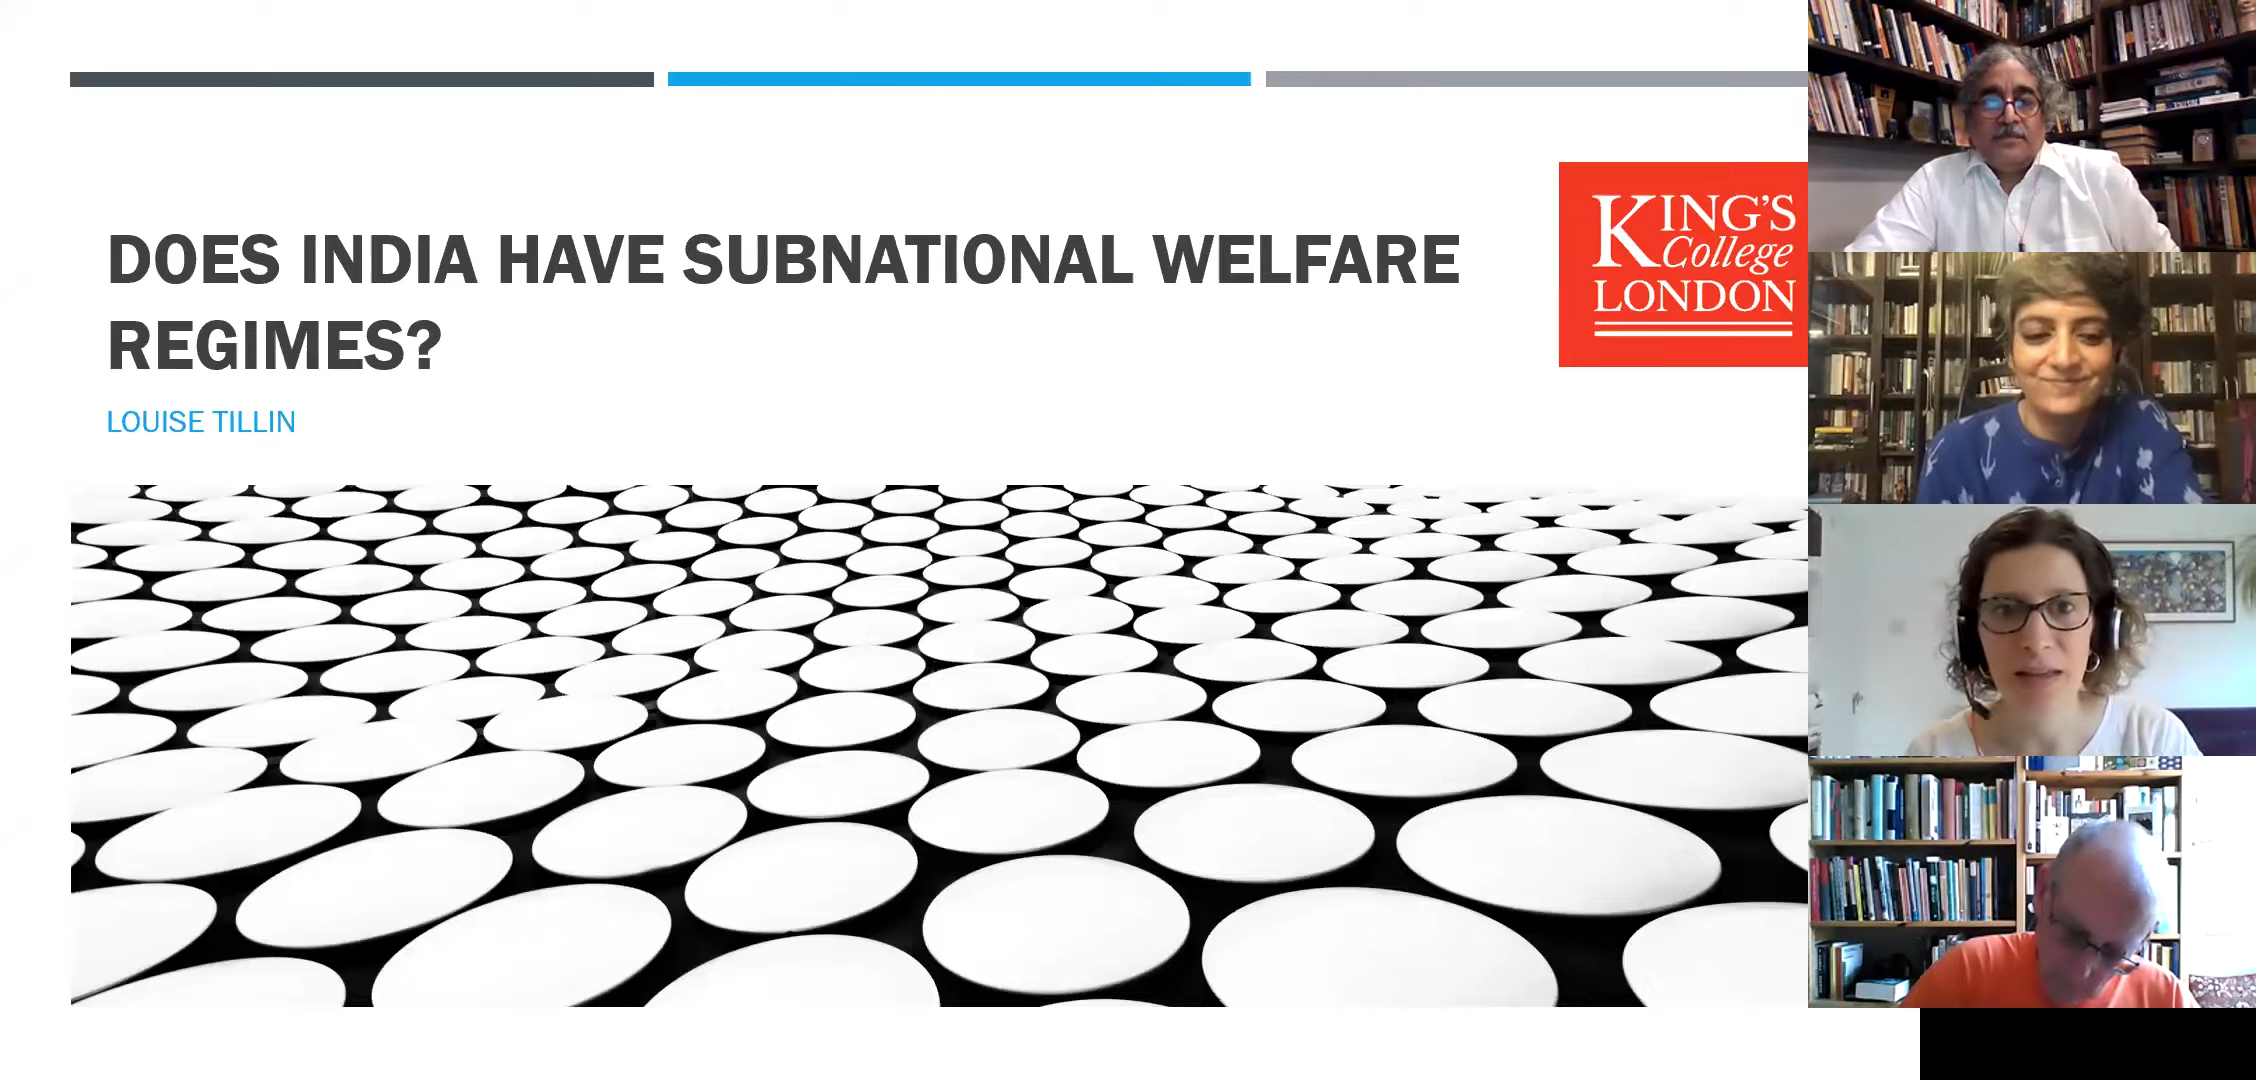 DOES INDIA HAVE SUBNATIONAL WELFARE
REGIMES?
LOUISE TILLIN
KING'S
College
LONDON